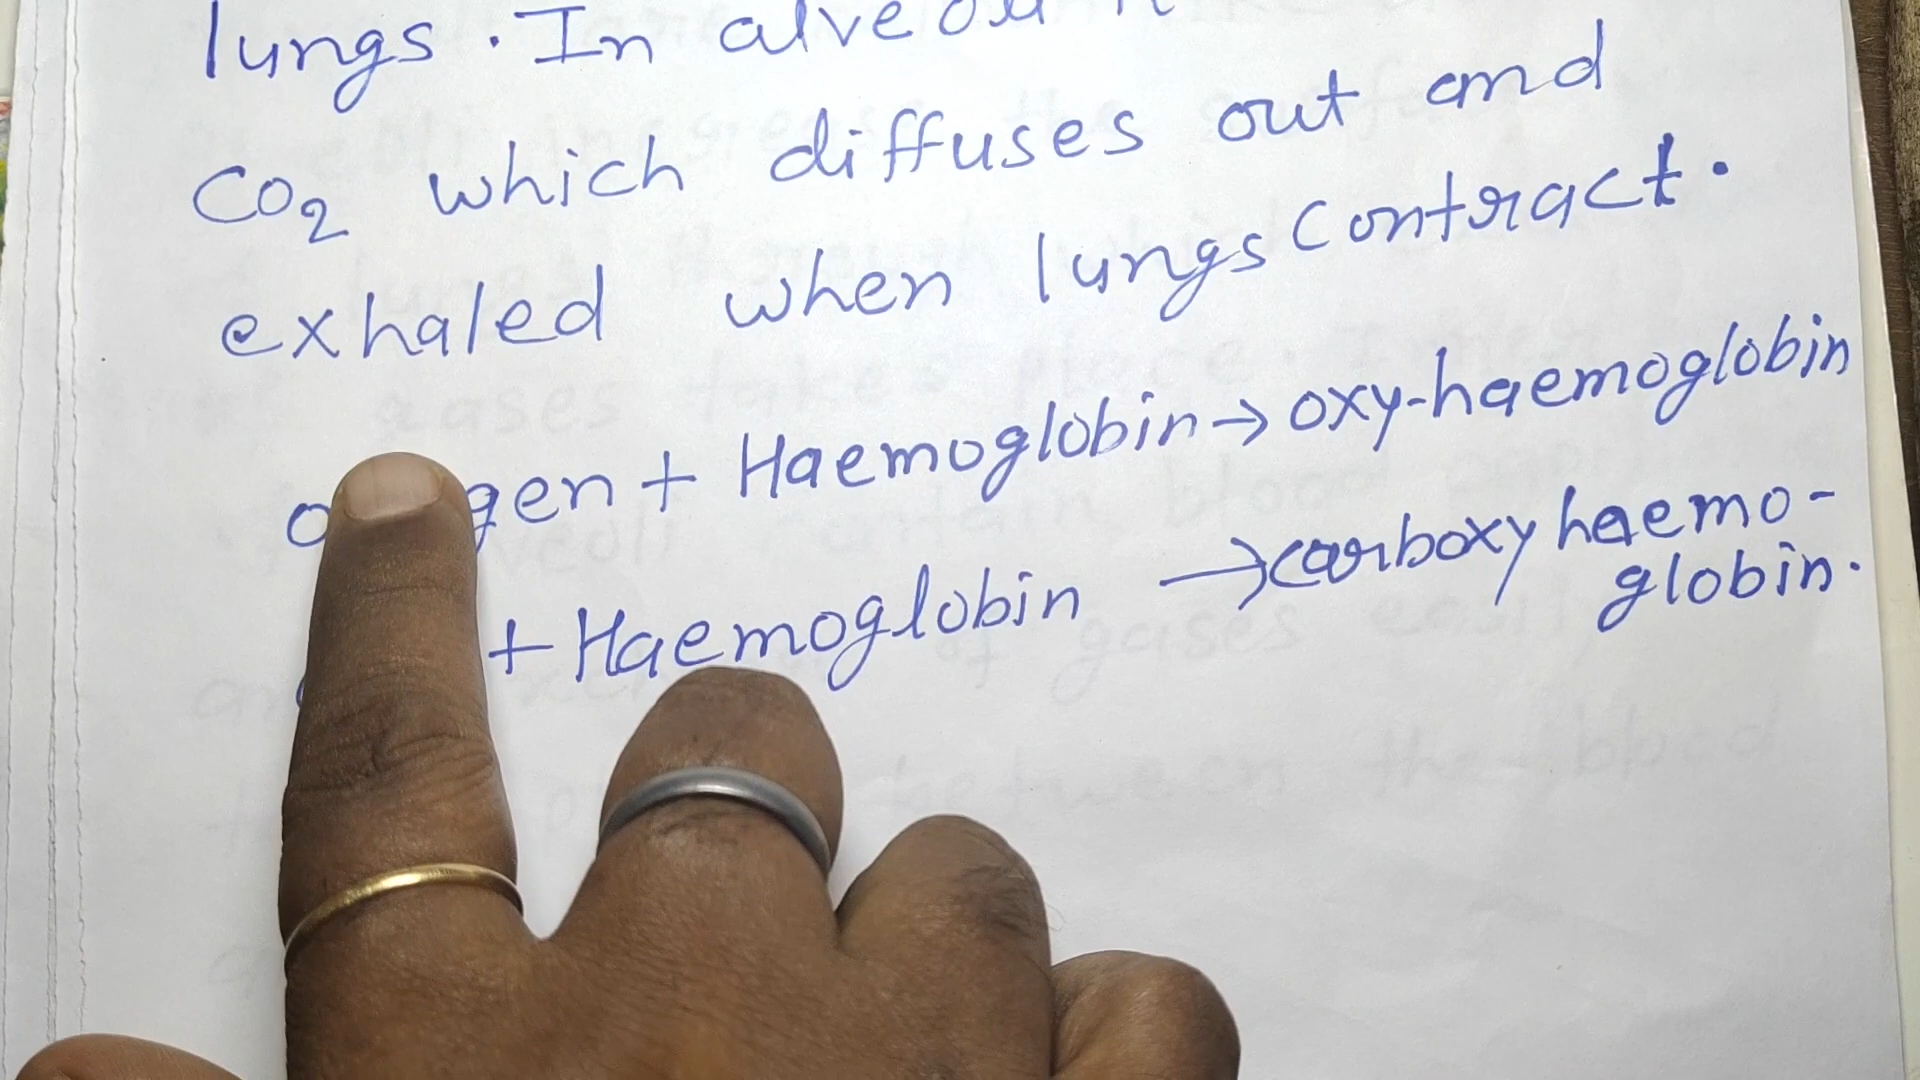 lungs. In
CO2 which diffuses out and
exhaled when lungs contract.
gen + Haemoglobin → oxy-haemoglobin
+ Haemoglobin → carboxy haemo-
globin.